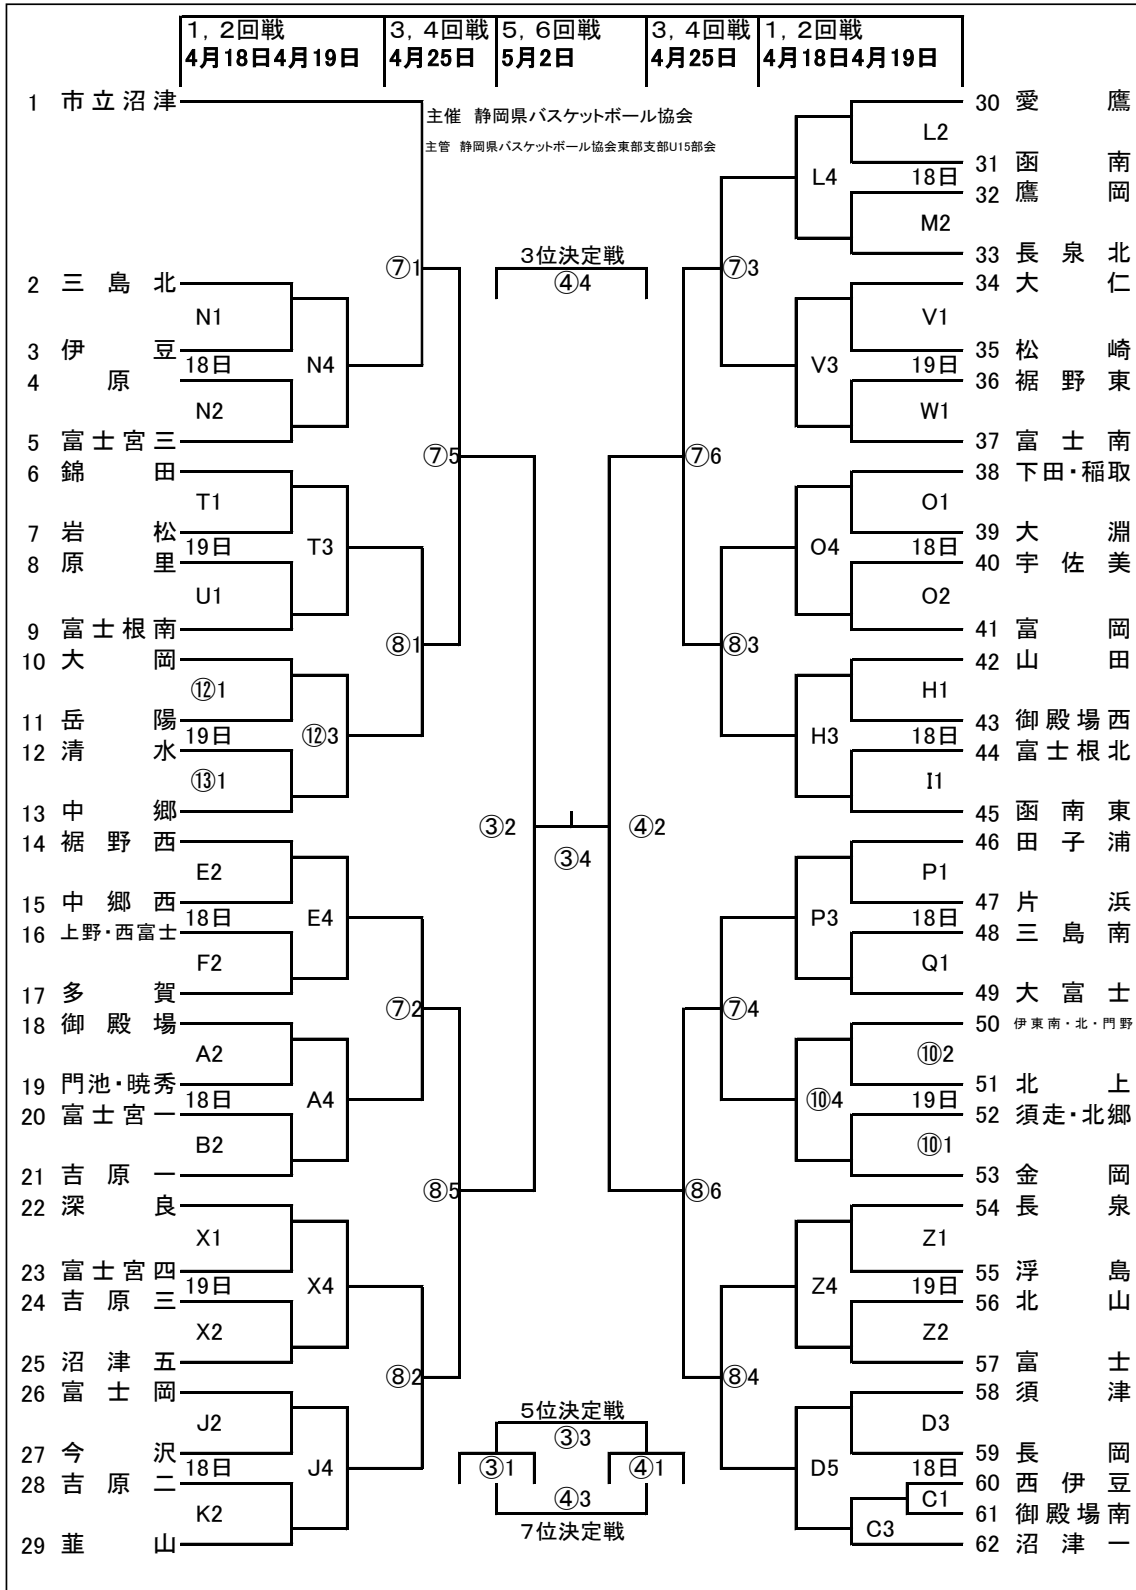 1，2回戦
4月18日4月19日
3，4回戦
4月25日
5，6回戦
5月2日
3，4回戦
4月25日
1，2回戦
4月18日4月19日
主催 静岡県バスケットボール協会
主管 静岡県バスケットボール協会東部支部U15部会
1 市立沼津
2 三島北
N1
3 伊豆
18日
N4
4 原
N2
5 富士宮三
6 錦田
T1
7 岩松
19日
T3
8 原里
U1
9 富士根南
10 大岡
⑫1
11 岳陽
19日
⑫3
12 清水
⑬1
13 中郷
14 裾野西
E2
15 中郷西
18日
E4
16 上野・西富士
F2
17 多賀
18 御殿場
A2
19 門池・暁秀
18日
A4
20 富士宮一
B2
21 吉原一
22 深良
X1
23 富士宮四
19日
X4
24 吉原三
X2
25 沼津五
26 富士岡
J2
27 今沢
18日
J4
28 吉原二
K2
29 韮山
⑦1
⑦5
⑧1
⑦2
⑧5
⑧2
③2
3位決定戦
④4
③4
④2
5位決定戦
③3
③1
④1
④3
7位決定戦
⑦3
⑦6
⑧3
⑦4
⑧6
⑧4
30 愛鷹
L2
31 函南
18日
L4
32 鷹岡
M2
33 長泉北
34 大仁
V1
35 松崎
19日
V3
36 裾野東
W1
37 富士南
38 下田・稲取
O1
39 大淵
18日
O4
40 宇佐美
O2
41 富岡
42 山田
H1
43 御殿場西
18日
H3
44 富士根北
I1
45 函南東
46 田子浦
P1
47 片浜
18日
P3
48 三島南
Q1
49 大富士
50 伊東南・北・門野
⑩2
51 北上
19日
⑩4
52 須走・北郷
⑩1
53 金岡
54 長泉
Z1
55 浮島
19日
Z4
56 北山
Z2
57 富士
58 須津
D3
59 長岡
18日
D5
60 西伊豆
C1
61 御殿場南
C3
62 沼津一